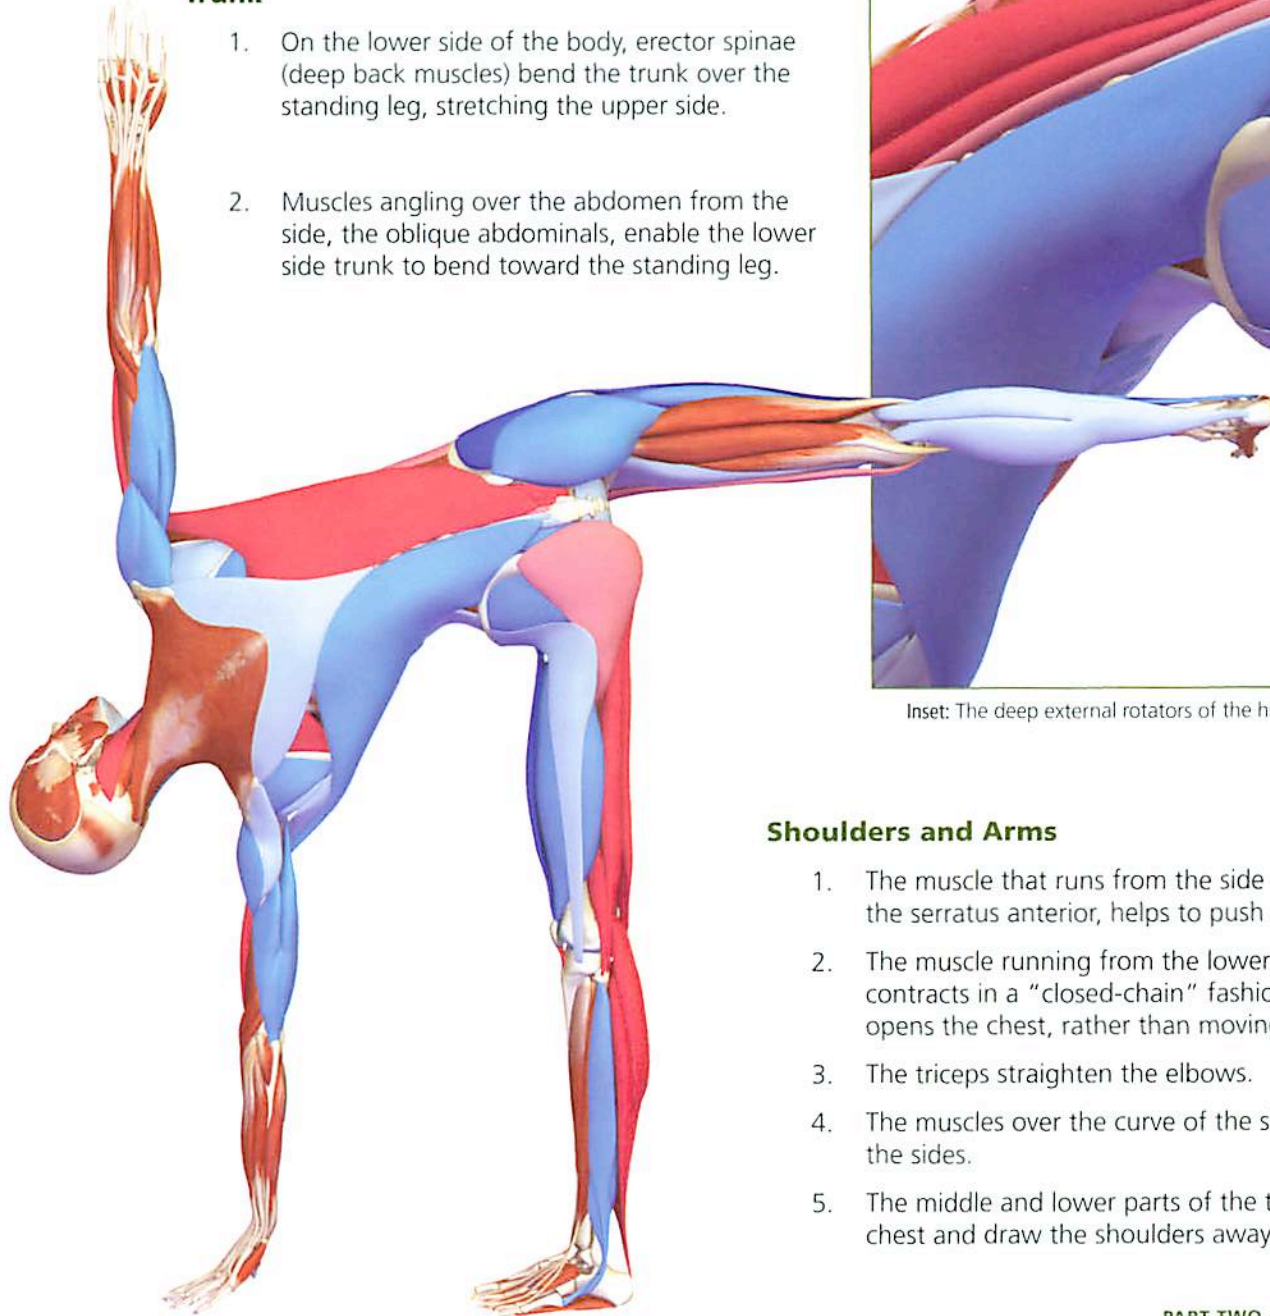 Trunk
1. On the lower side of the body, erector spinae
(deep back muscles) bend the trunk over the
standing leg, stretching the upper side.
2. Muscles angling over the abdomen from the
side, the oblique abdominals, enable the lower
side trunk to bend toward the standing leg.
Inset: The deep external rotators of the h
Shoulders and Arms
1. The muscle that runs from the side
the serratus anterior, helps to push
2. The muscle running from the lower
contracts in a "closed-chain" fashio
opens the chest, rather than movin
3. The triceps straighten the elbows.
4. The muscles over the curve of the s
the sides.
5. The middle and lower parts of the t
chest and draw the shoulders away
PART TWO